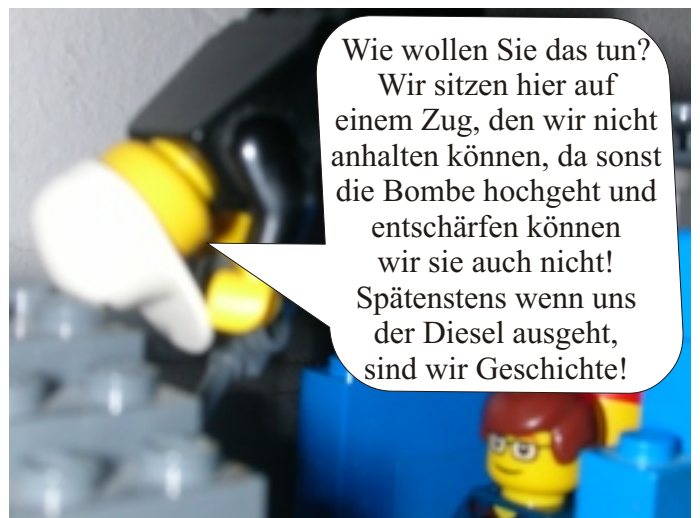 Wie wollen Sie das tun?
Wir sitzen hier auf
einem Zug, den wir nicht
anhalten können, da sonst
die Bombe hochgeht und
entschärfen können
wir sie auch nicht!
Spätenstens wenn uns
der Diesel ausgeht,
sind wir Geschichte!